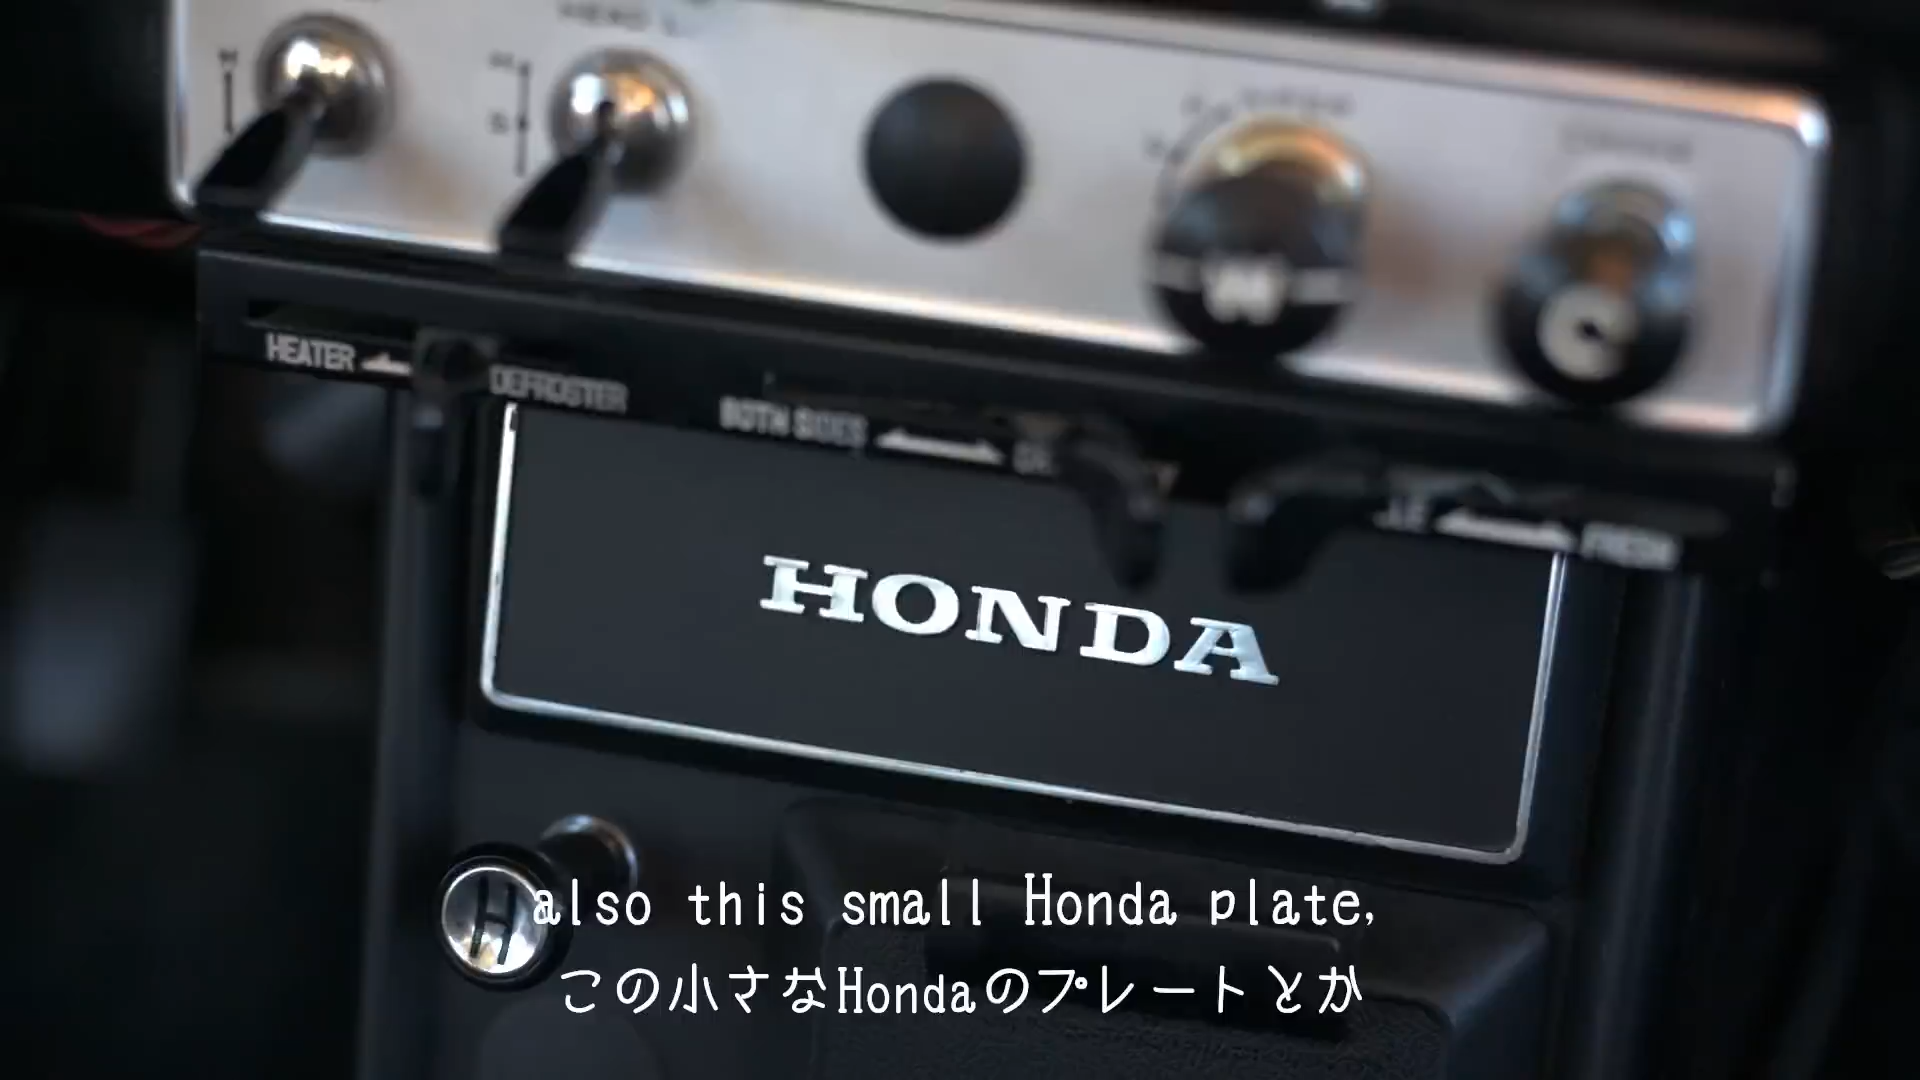 HEAD L
HEATER
DEFROSTER
BOTH SIDES
FRESH
HONDA
W
C
H
also this small Honda plate,
この小さなHondaのプレートとか